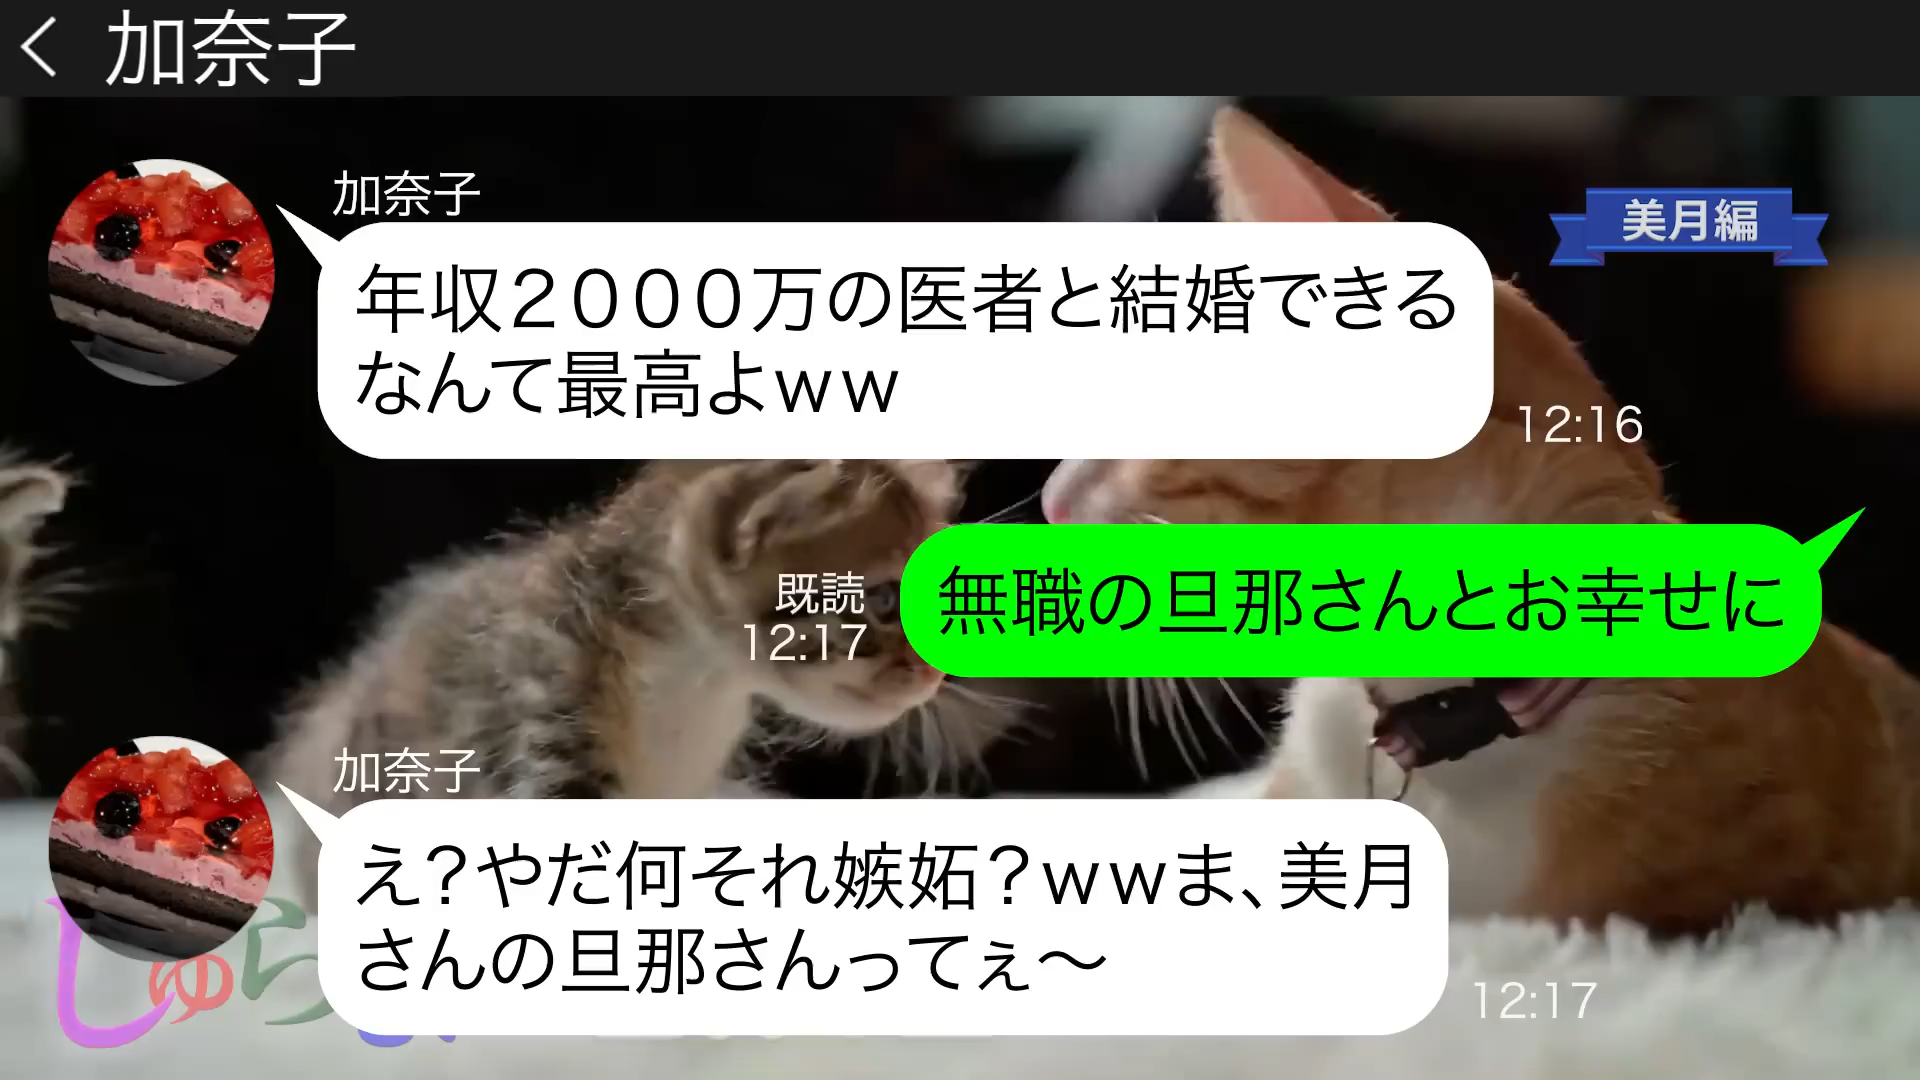 加奈子
加奈子
美月編
年収２０００万の医者と結婚できる
なんて最高よｗｗ
12:16
無職の旦那さんとお幸せに
既読
12:17
加奈子
え？やだ何それ嫉妬？ｗｗま、美月
さんの旦那さんってぇ〜
12:17
しゅら